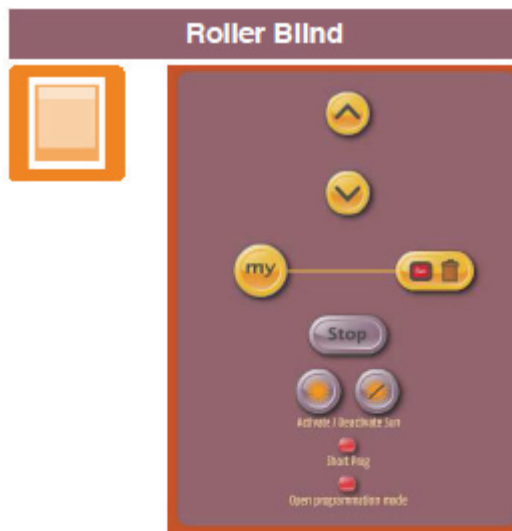 Roller Blind
my
Stop
Activate / Deactivate Sun
Short Prog
Open programmation mode